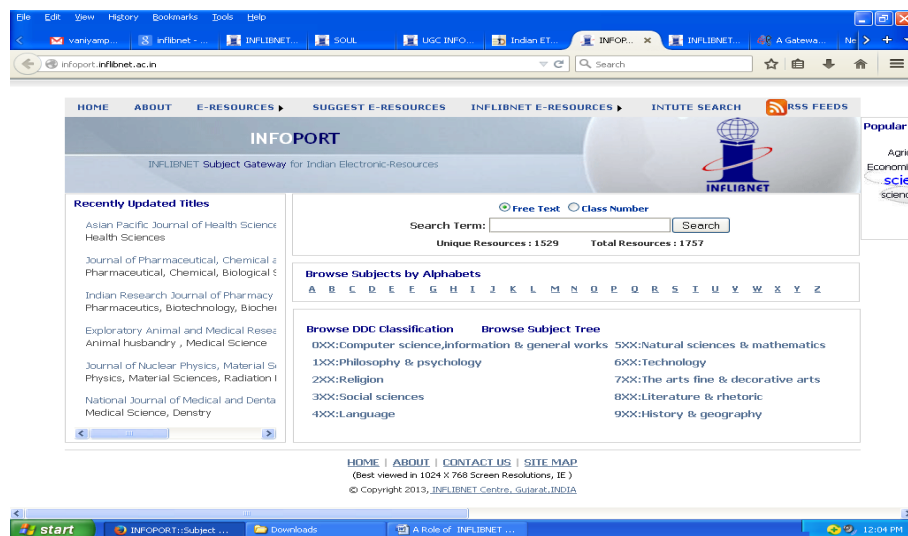 File Edit View History Bookmarks Tools Help
vaniyamp... inflibnet - ... INFLIBNET... SOUL UGC INFO... Indian ET... INFOP... INFLIBNET... A Gatewa... Ne
infoport.inflibnet.ac.in Search
HOME ABOUT E-RESOURCES SUGGEST E-RESOURCES INFLIBNET E-RESOURCES INTUTE SEARCH RSS FEEDS
INFOPORT
INFLIBNET Subject Gateway for Indian Electronic-Resources
INFLIBNET
Popular
Agri
Economi
scie
scienc
Recently Updated Titles
Asian Pacific Journal of Health Science
Health Sciences
Journal of Pharmaceutical, Chemical a
Pharmaceutical, Chemical, Biological S
Indian Research Journal of Pharmacy
Pharmaceutics, Biotechnology, Biocher
Exploratory Animal and Medical Resea
Animal husbandry , Medical Science
Journal of Nuclear Physics, Material Sc
Physics, Material Sciences, Radiation I
National Journal of Medical and Denta
Medical Science, Denstry
Free Text Class Number
Search Term: Search
Unique Resources : 1529 Total Resources : 1757
Browse Subjects by Alphabets
A B C D E F G H I J K L M N O P Q R S T U V W X Y Z
Browse DDC Classification Browse Subject Tree
0XX:Computer science,information & general works 5XX:Natural sciences & mathematics
1XX:Philosophy & psychology 6XX:Technology
2XX:Religion 7XX:The arts fine & decorative arts
3XX:Social sciences 8XX:Literature & rhetoric
4XX:Language 9XX:History & geography
HOME | ABOUT | CONTACT US | SITE MAP
(Best viewed in 1024 X 768 Screen Resolutions, IE )
© Copyright 2013, INFLIBNET Centre, Gujarat,INDIA
start INFOPORT::Subject ... Downloads A Role of INFLIBNET ... 12:04 PM